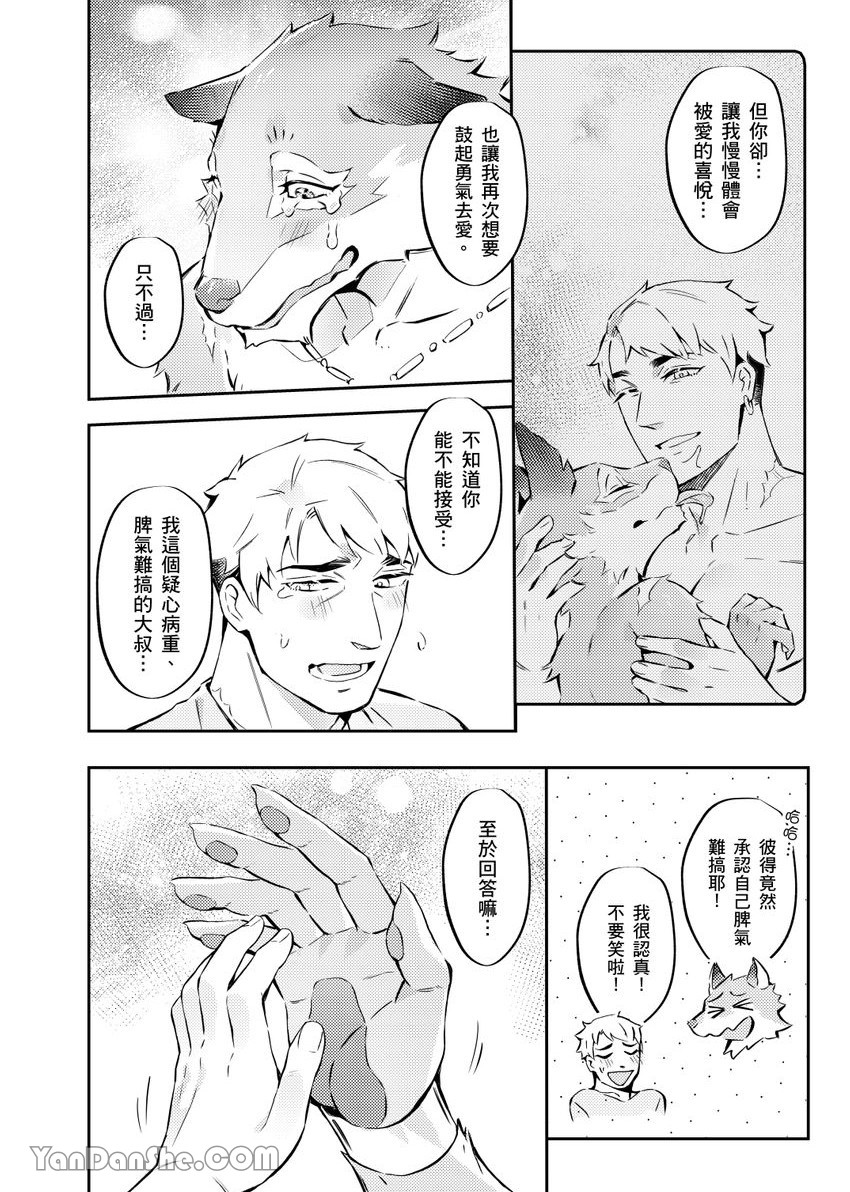 但你卻…
讓我慢慢體會
被愛的喜悅…
也讓我再次想要
鼓起勇氣去愛。
只不過…
不知道你
能不能接受…
我這個疑心病重、
脾氣難搞的大叔…
哈哈…
彼得竟然
承認自己脾氣
難搞耶！
我很認真！
不要笑啦！
至於回答嘛…
YanDanShe.com